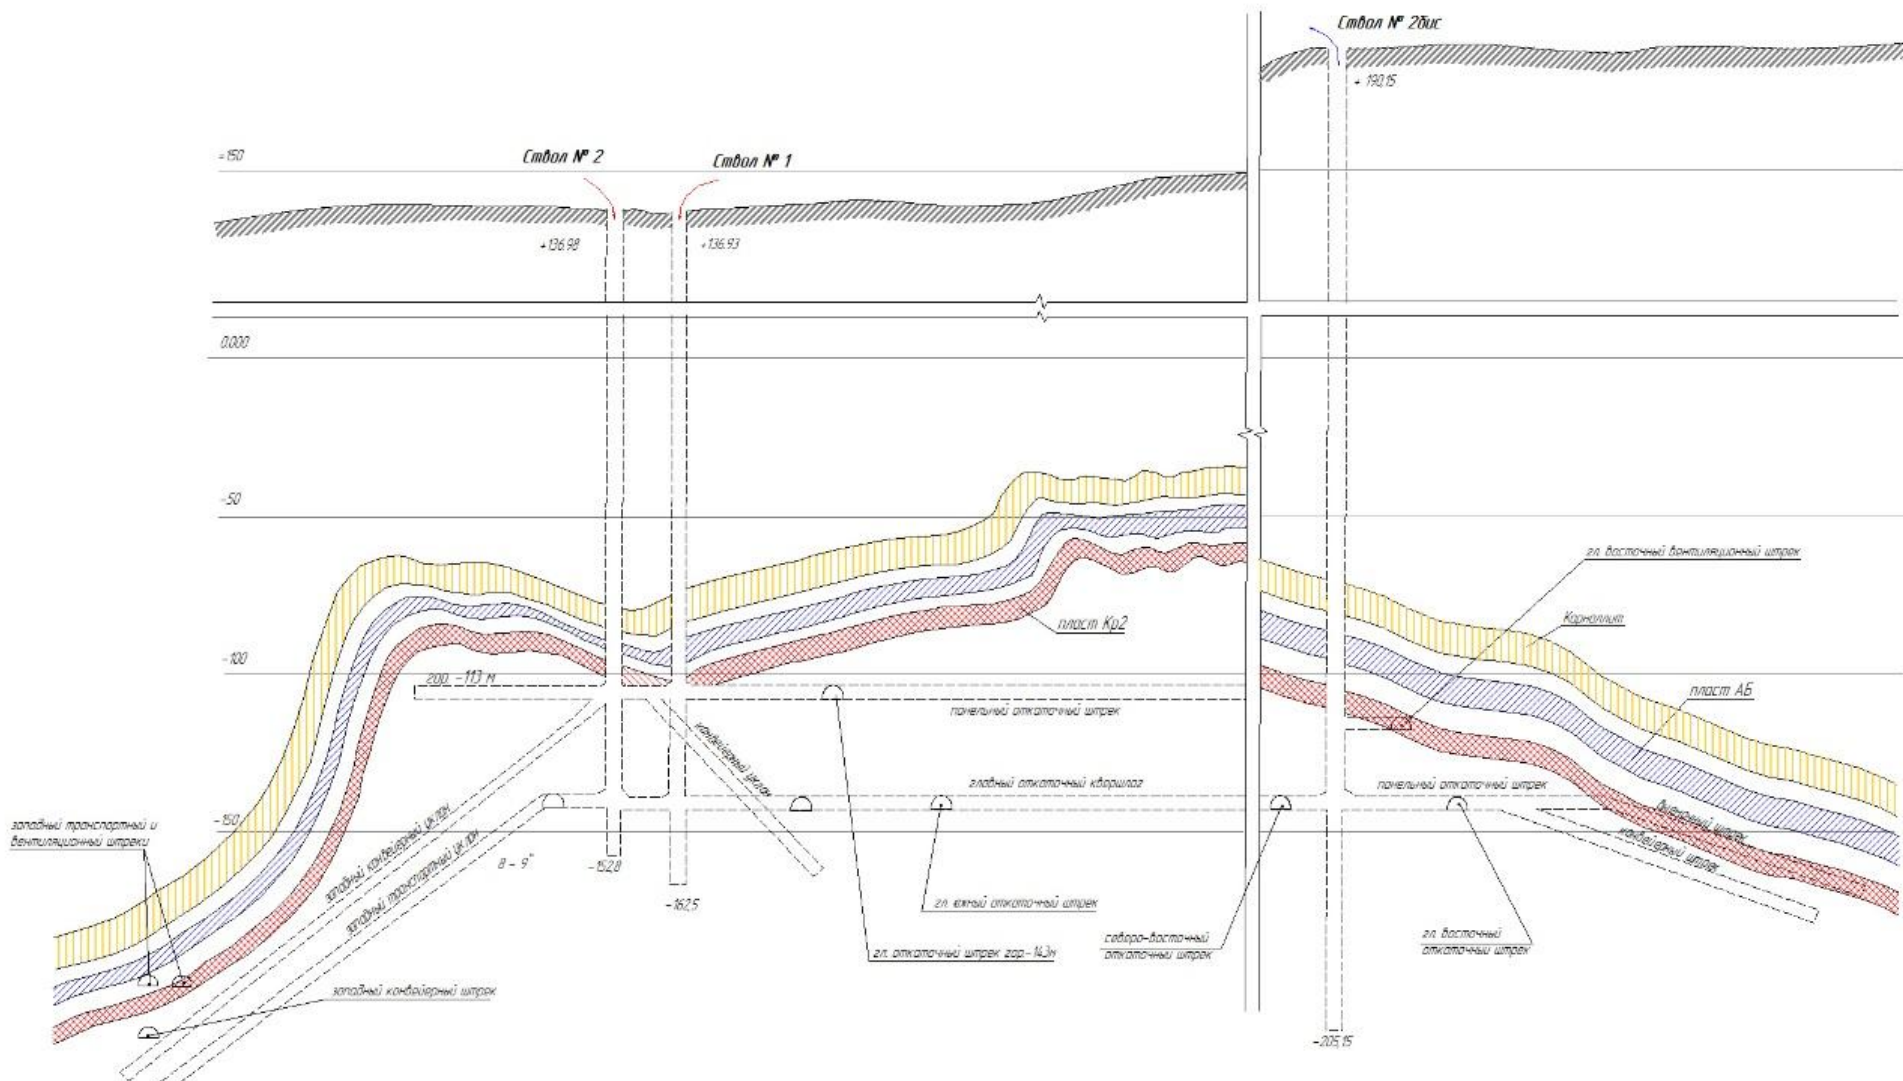 Ствол № 2бис
+ 190,15
+150
Ствол № 2
Ствол № 1
+136.98
+136.93
0.000
-50
гл. восточный вентиляционный штрек
Карналлит
пласт Кр2
-100
гор. -113 м
пласт АБ
панельный откаточный штрек
конвейерный уклон
главный откаточный квершлаг
панельный откаточный штрек
-150
западный транспортный и
вентиляционный штреки
западный конвейерный уклон
западный транспортный уклон
8 - 9°
-152,8
выемочный штрек
конвейерный штрек
-162,5
гл. южный откаточный штрек
гл. откаточный штрек гор.-143м
северо-восточный
откаточный штрек
гл. восточный
откаточный штрек
западный конвейерный штрек
-205,15